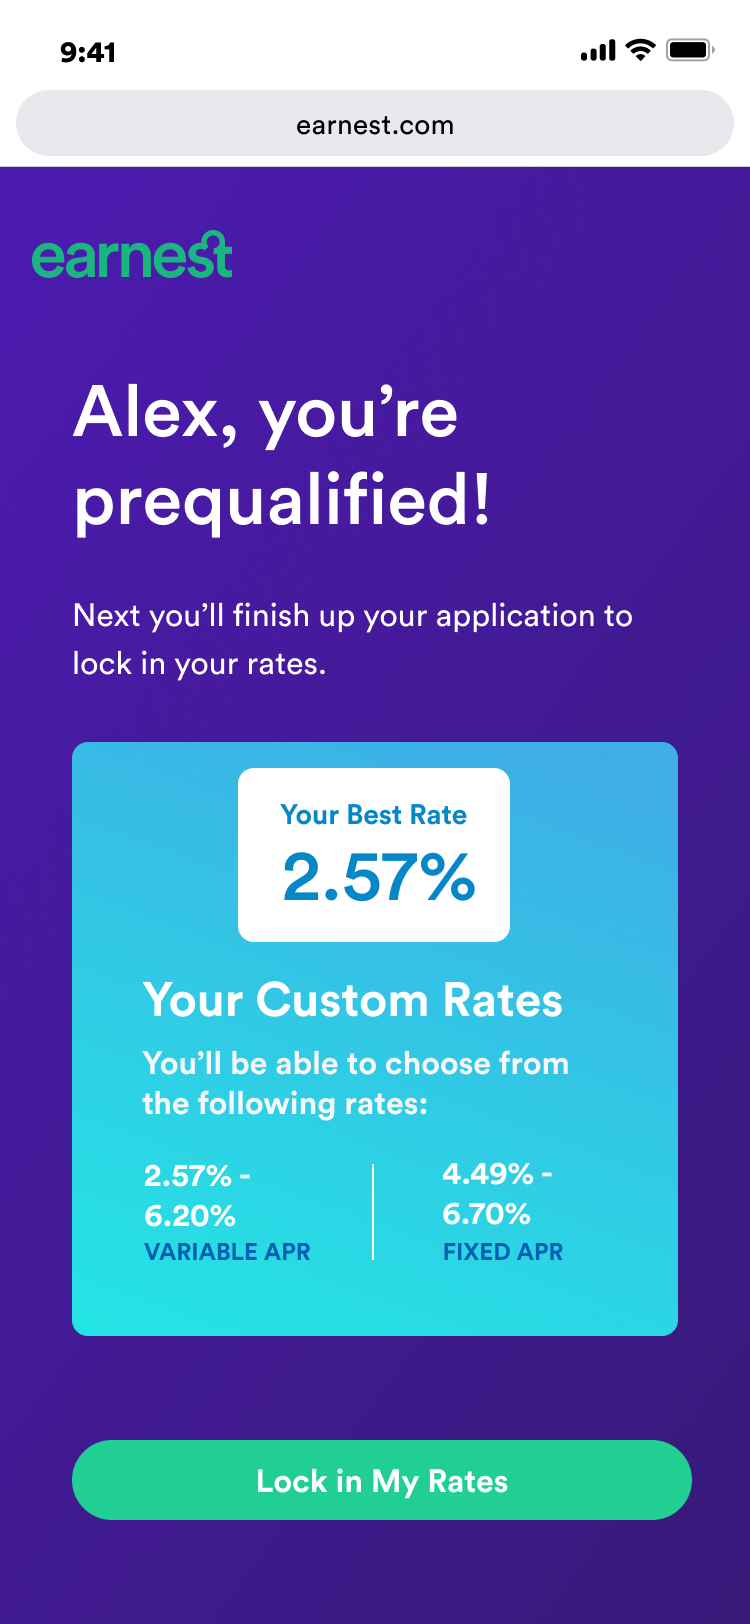 9:41
earnest.com
earnest
Alex, you’re
prequalified!
Next you’ll finish up your application to
lock in your rates.
Your Best Rate
2.57%
Your Custom Rates
You’ll be able to choose from
the following rates:
2.57% -
6.20%
VARIABLE APR
4.49% -
6.70%
FIXED APR
Lock in My Rates